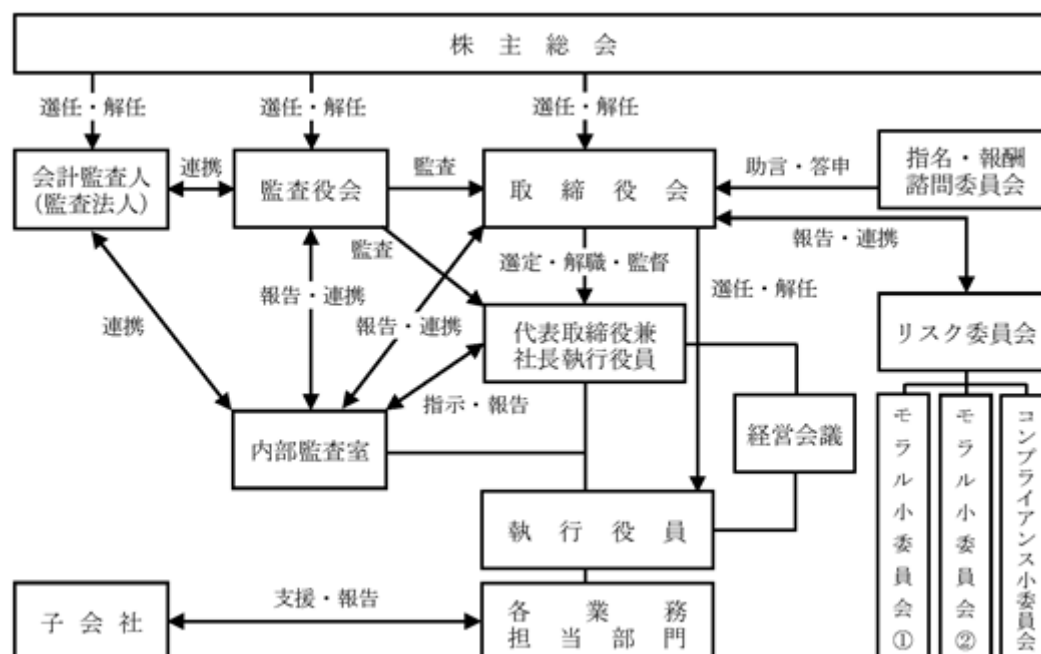 株主総会
選任・解任
選任・解任
選任・解任
会計監査人
（監査法人）
連携
監査役会
監査
取締役会
助言・答申
指名・報酬
諮問委員会
監査
選定・解職・監督
報告・連携
選任・解任
連携
報告・連携
報告・連携
代表取締役兼
社長執行役員
リスク委員会
指示・報告
内部監査室
経営会議
モラル小委員会①
モラル小委員会②
コンプライアンス小委員会
執行役員
子会社
支援・報告
各業務
担当部門